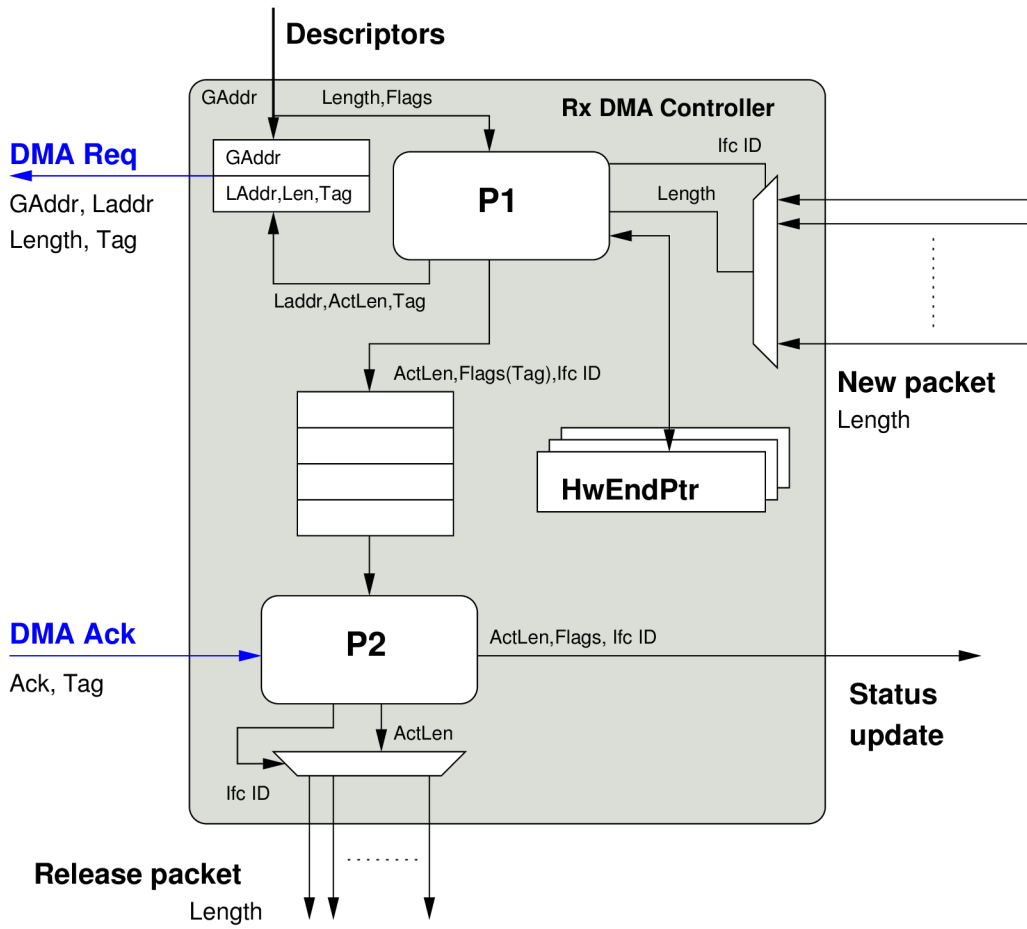 Descriptors
GAddr
Length,Flags
Rx DMA Controller
DMA Req
GAddr, Laddr
Length, Tag
GAddr
LAddr,Len,Tag
P1
Ifc ID
Length
Laddr,ActLen,Tag
ActLen,Flags(Tag),Ifc ID
New packet
Length
HwEndPtr
DMA Ack
Ack, Tag
P2
ActLen,Flags, Ifc ID
Status
update
ActLen
Ifc ID
Release packet
Length